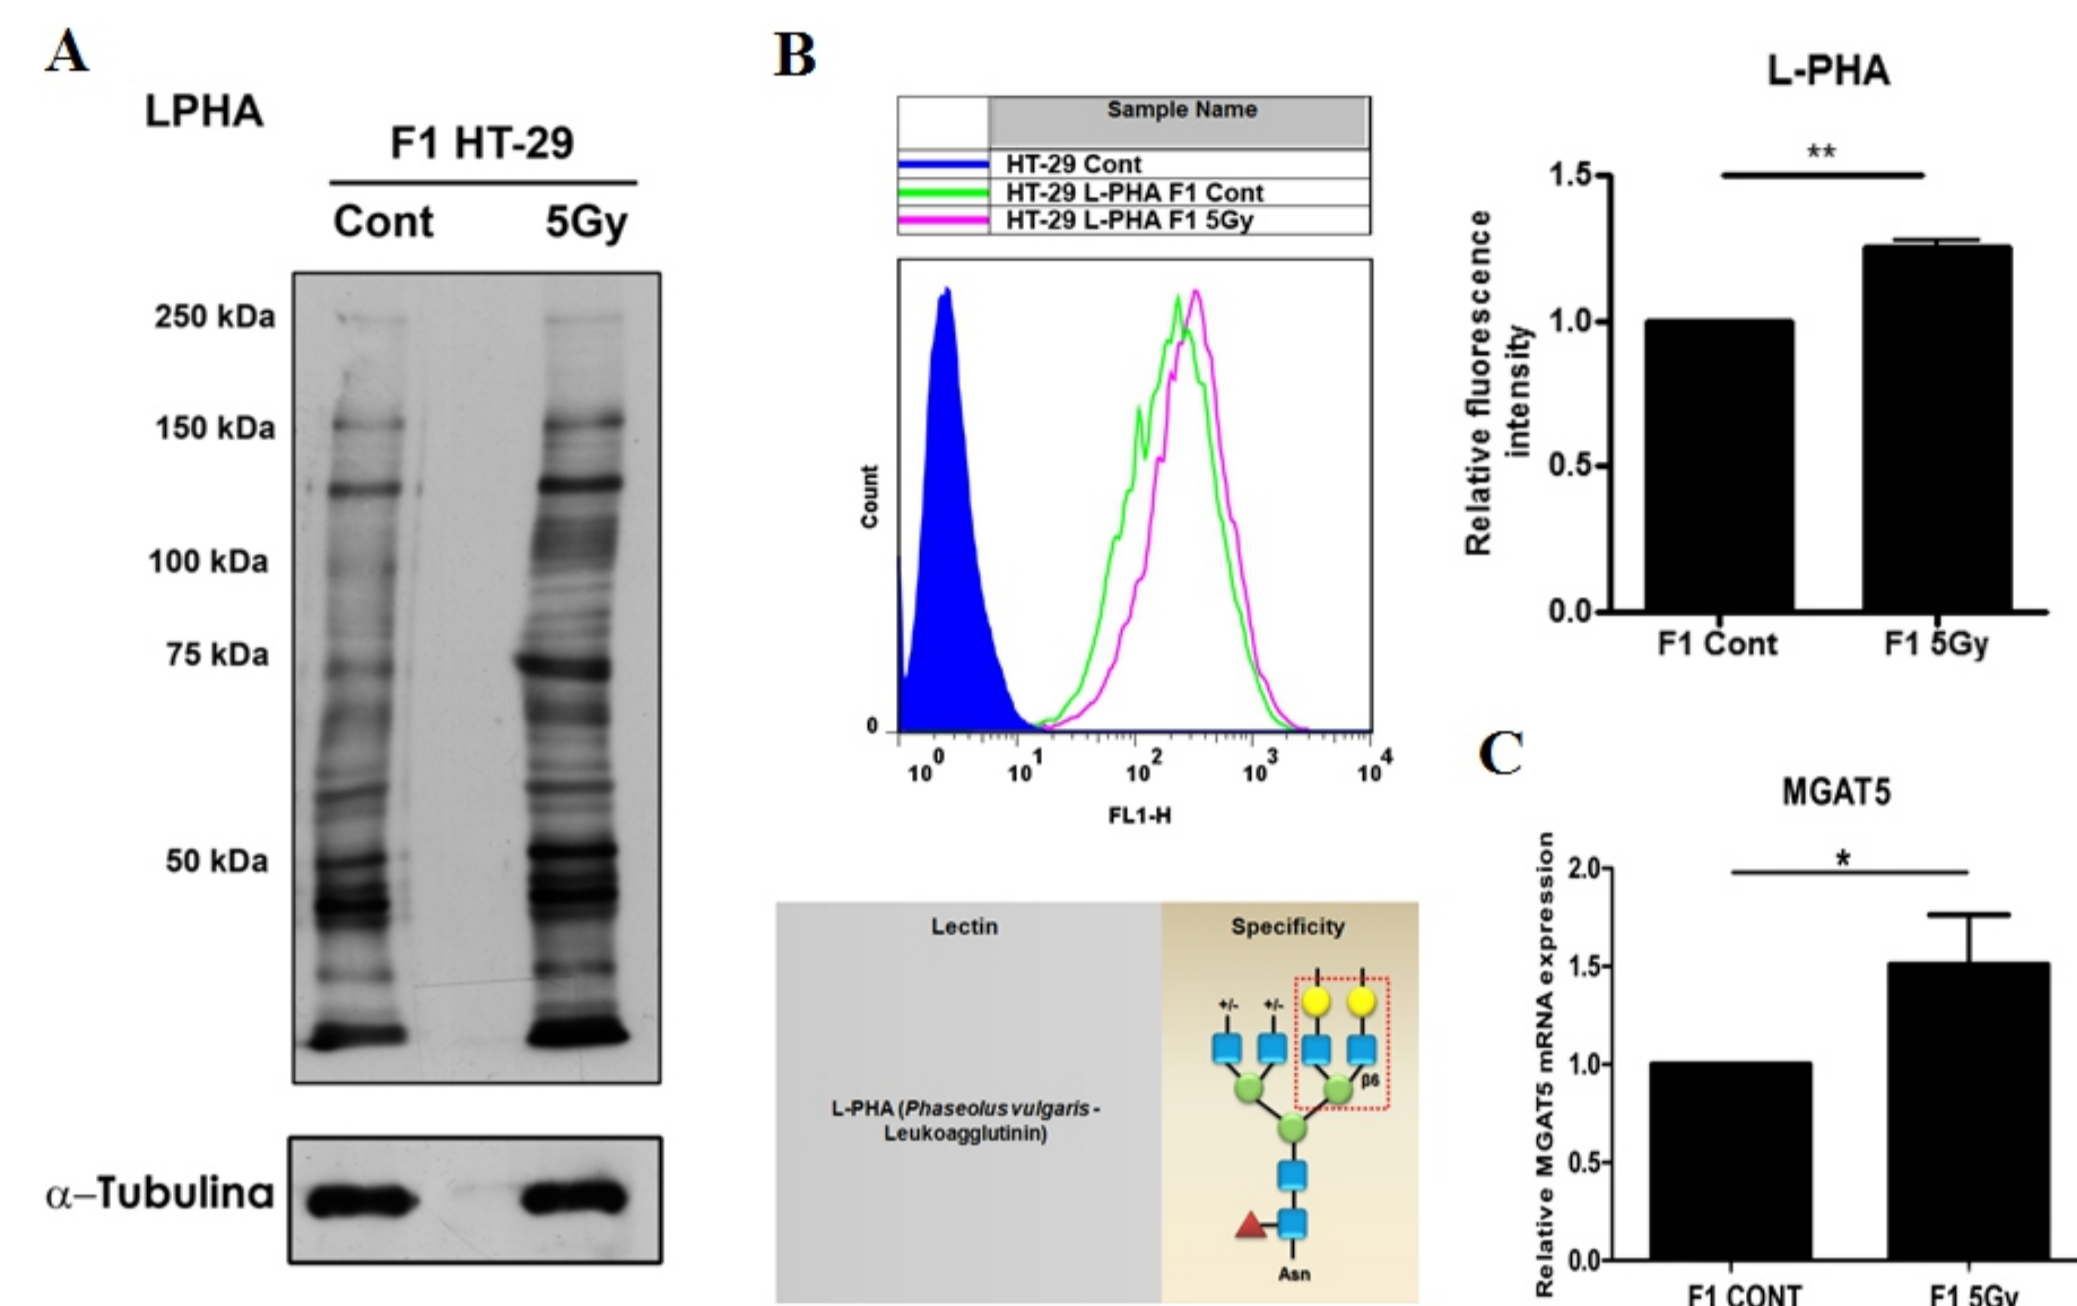 A
LPHA
F1 HT-29
Cont 5Gy
250 kDa
150 kDa
100 kDa
75 kDa
50 kDa
α–Tubulina
B
Sample Name
HT-29 Cont
HT-29 L-PHA F1 Cont
HT-29 L-PHA F1 5Gy
Count
0
10^0 10^1 10^2 10^3 10^4
FL1-H
L-PHA
**
Relative fluorescence
intensity
1.5
1.0
0.5
0.0
F1 Cont F1 5Gy
Lectin
L-PHA (Phaseolus vulgaris -
Leukoagglutinin)
Specificity
+/- +/-
β6
Asn
C
MGAT5
*
Relative MGAT5 mRNA expression
2.0
1.5
1.0
0.5
0.0
F1 CONT F1 5Gy